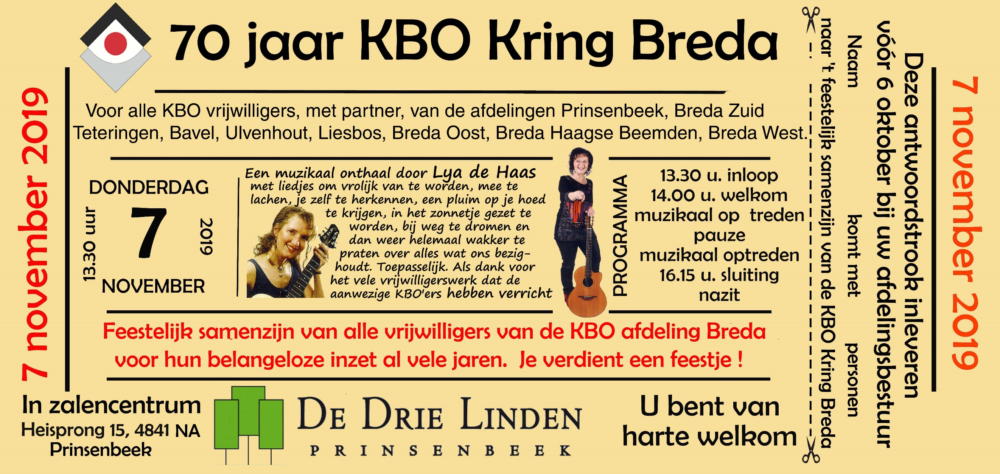 70 jaar KBO Kring Breda
7 november 2019
Voor alle KBO vrijwilligers, met partner, van de afdelingen Prinsenbeek, Breda Zuid
Teteringen, Bavel, Ulvenhout, Liesbos, Breda Oost, Breda Haagse Beemden, Breda West.
DONDERDAG
13.30 uur
7
2019
NOVEMBER
Een muzikaal onthaal door Lya de Haas
met liedjes om vrolijk van te worden, mee te
lachen, je zelf te herkennen, een pluim op je hoed
te krijgen, in het zonnetje gezet te
worden, bij weg te dromen en
dan weer helemaal wakker te
praten over alles wat ons bezig-
houdt. Toepasselijk. Als dank voor
het vele vrijwilligerswerk dat de
aanwezige KBO'ers hebben verricht
PROGRAMMA
13.30 u. inloop
14.00 u. welkom
muzikaal op treden
pauze
muzikaal optreden
16.15 u. sluiting
nazit
Feestelijk samenzijn van alle vrijwilligers van de KBO afdeling Breda
voor hun belangeloze inzet al vele jaren. Je verdient een feestje !
In zalencentrum
Heisprong 15, 4841 NA
Prinsenbeek
DE DRIE LINDEN
PRINSENBEEK
U bent van
harte welkom
Deze antwoordstrook inleveren
vóór 6 oktober bij uw afdelingsbestuur
Naam komt met personen
naar 't feestelijk samenzijn van de KBO Kring Breda
7 november 2019